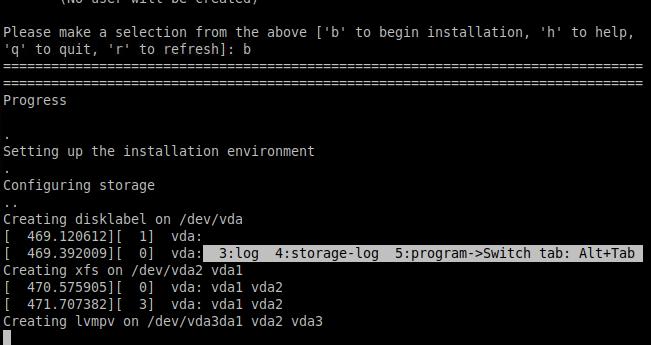 (No user will be created)
Please make a selection from the above ['b' to begin installation, 'h' to help,
'q' to quit, 'r' to refresh]: b
================================================================================
================================================================================
Progress
.
Setting up the installation environment
.
Configuring storage
..
Creating disklabel on /dev/vda
[  469.120612][  1]  vda:
[  469.392009][  0]  vda:  3:log  4:storage-log  5:program->Switch tab: Alt+Tab
Creating xfs on /dev/vda2 vda1
[  470.575905][  0]  vda: vda1 vda2
[  471.707382][  3]  vda: vda1 vda2
Creating lvmpv on /dev/vda3da1 vda2 vda3